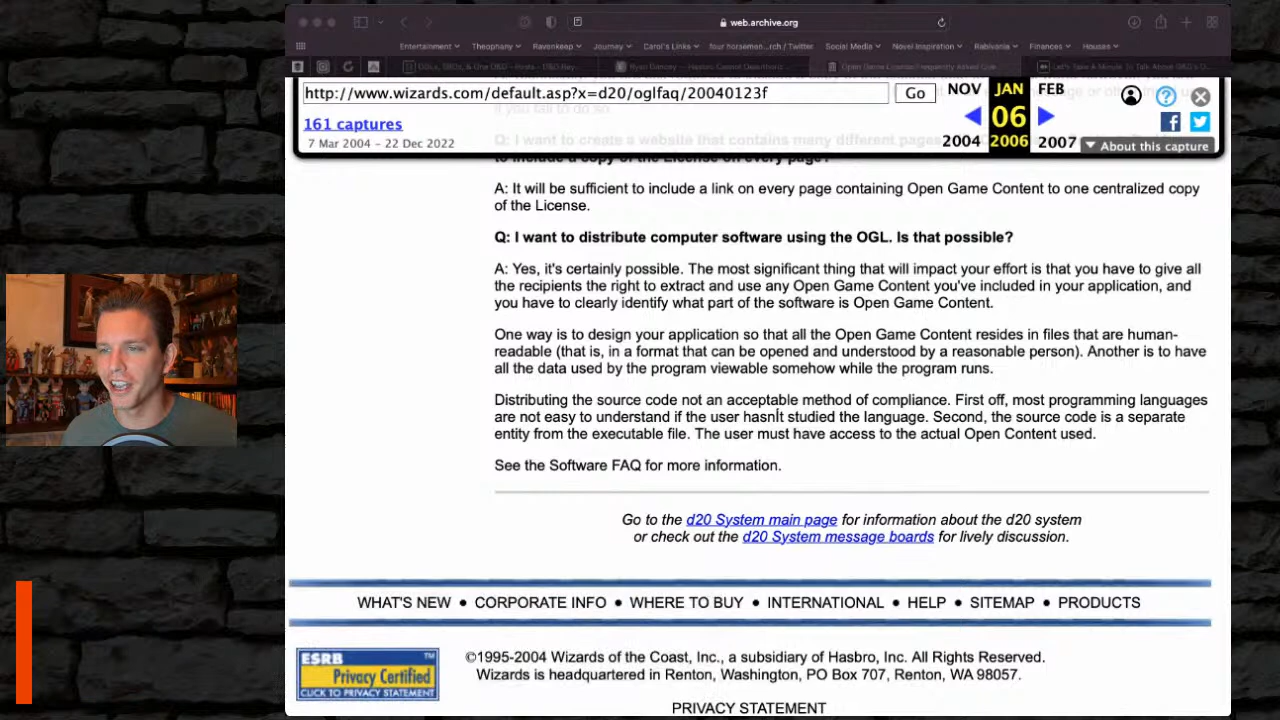 web.archive.org
Entertainment Theophany Ravenkeep Journey Carol's Links four horsemen...rch / Twitter Social Media Novel Inspiration Rabivania Finances Houses
Ryan Dancey — Hasbro Cannot Deauthoriz...
Open Game License: Frequently Asked Que...
Let's Take A Minute To Talk About D&D's O...
http://www.wizards.com/default.asp?x=d20/oglfaq/20040123f
Go
NOV JAN FEB
161 captures
06
7 Mar 2004 – 22 Dec 2022
2004 2006 2007
About this capture
if you fail to do so.
Q: I want to create a website that contains many different pages
to include a copy of the License on every page?
A: It will be sufficient to include a link on every page containing Open Game Content to one centralized copy
of the License.
Q: I want to distribute computer software using the OGL. Is that possible?
A: Yes, it's certainly possible. The most significant thing that will impact your effort is that you have to give all
the recipients the right to extract and use any Open Game Content you've included in your application, and
you have to clearly identify what part of the software is Open Game Content.
One way is to design your application so that all the Open Game Content resides in files that are human-
readable (that is, in a format that can be opened and understood by a reasonable person). Another is to have
all the data used by the program viewable somehow while the program runs.
Distributing the source code not an acceptable method of compliance. First off, most programming languages
are not easy to understand if the user hasn't studied the language. Second, the source code is a separate
entity from the executable file. The user must have access to the actual Open Content used.
See the Software FAQ for more information.
Go to the d20 System main page for information about the d20 system
or check out the d20 System message boards for lively discussion.
WHAT'S NEW • CORPORATE INFO • WHERE TO BUY • INTERNATIONAL • HELP • SITEMAP • PRODUCTS
ESRB TM
Privacy Certified
CLICK TO PRIVACY STATEMENT
©1995-2004 Wizards of the Coast, Inc., a subsidiary of Hasbro, Inc. All Rights Reserved.
Wizards is headquartered in Renton, Washington, PO Box 707, Renton, WA 98057.
PRIVACY STATEMENT